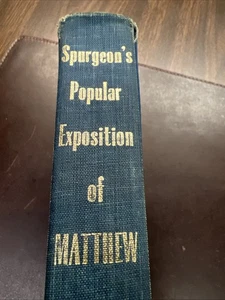 Spurgeon's
Popular
Exposition
of
MATTHEW